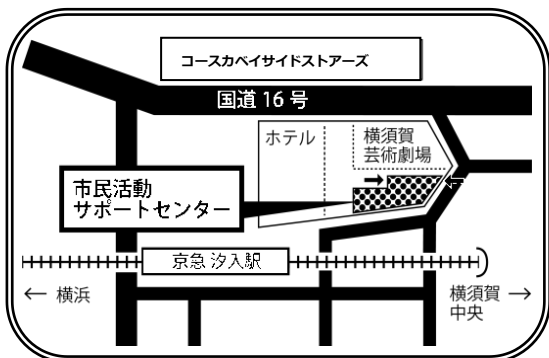 コースカベイサイドストアーズ
国道 16 号
ホテル
横須賀
芸術劇場
市民活動
サポートセンター
京急 汐入駅
← 横浜
横須賀 →
中央